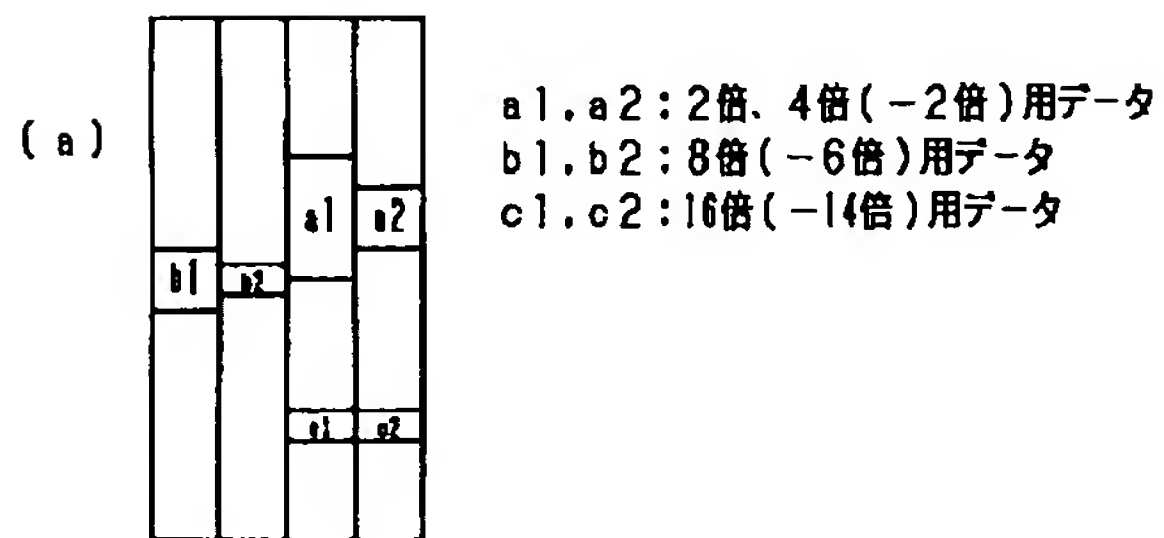 (a)
a1,a2:2倍、4倍(-2倍)用データ
b1,b2:8倍(-6倍)用データ
c1,c2:16倍(-14倍)用データ
a1 a2
b1 b2
c1 c2